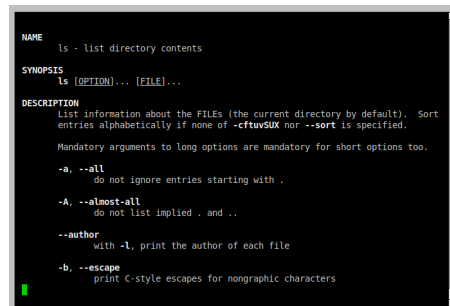 NAME
ls - list directory contents
SYNOPSIS
ls [OPTION]... [FILE]...
DESCRIPTION
List information about the FILEs (the current directory by default). Sort
entries alphabetically if none of -cftuvSUX nor --sort is specified.
Mandatory arguments to long options are mandatory for short options too.
-a, --all
do not ignore entries starting with .
-A, --almost-all
do not list implied . and ..
--author
with -l, print the author of each file
-b, --escape
print C-style escapes for nongraphic characters